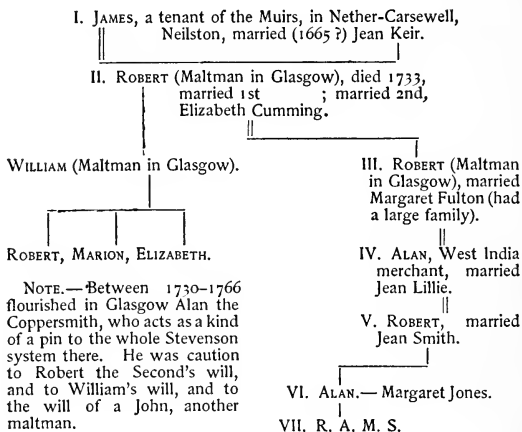 I. JAMES, a tenant of the Muirs, in Nether-Carsewell,
Neilston, married (1665 ?) Jean Keir.
II. ROBERT (Maltman in Glasgow), died 1733,
married 1st ; married 2nd,
Elizabeth Cumming.
WILLIAM (Maltman in Glasgow).
ROBERT, MARION, ELIZABETH.
NOTE.—Between 1730-1766
flourished in Glasgow Alan the
Coppersmith, who acts as a kind
of a pin to the whole Stevenson
system there. He was caution
to Robert the Second's will,
and to William's will, and to
the will of a John, another
maltman.
III. ROBERT (Maltman
in Glasgow), married
Margaret Fulton (had
a large family).
IV. ALAN, West India
merchant, married
Jean Lillie.
V. ROBERT, married
Jean Smith.
VI. ALAN.—Margaret Jones.
VII. R. A. M. S.